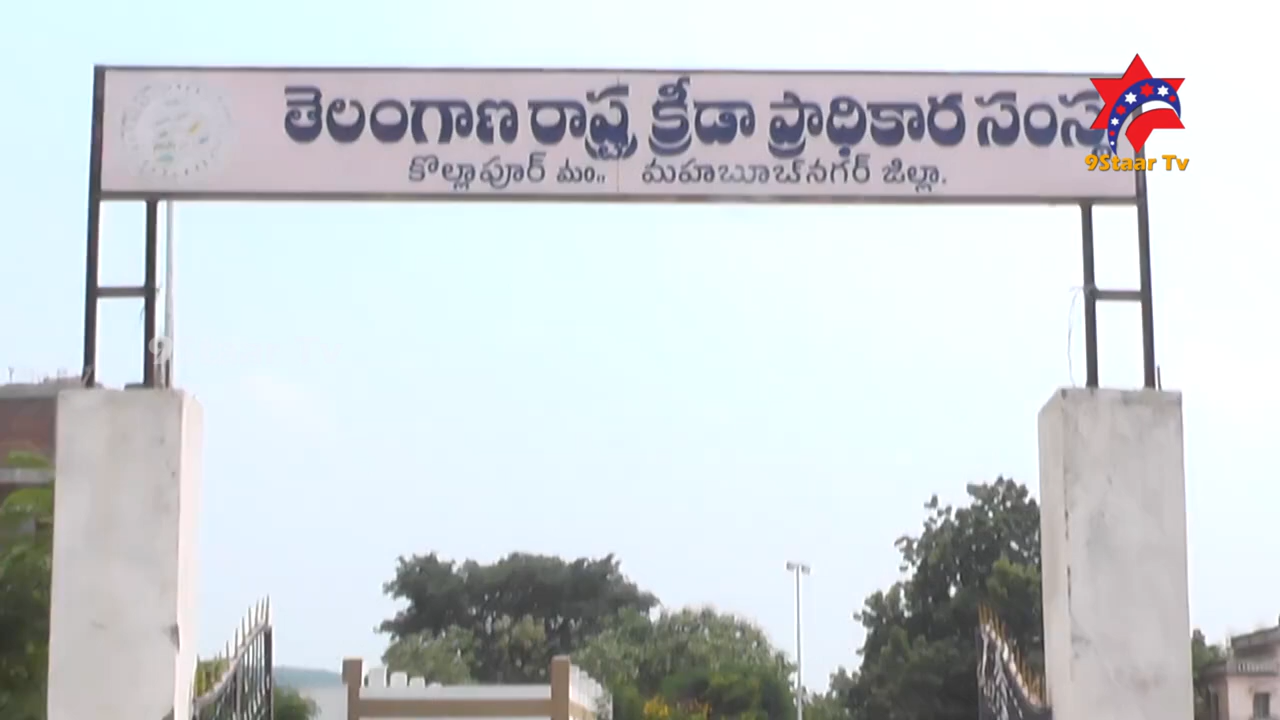 తెలంగాణ రాష్ట్ర క్రీడా ప్రాధికార సంస్థ
కొల్లాపూర్ మం.. మహబూబ్‌నగర్ జిల్లా.
9Staar Tv